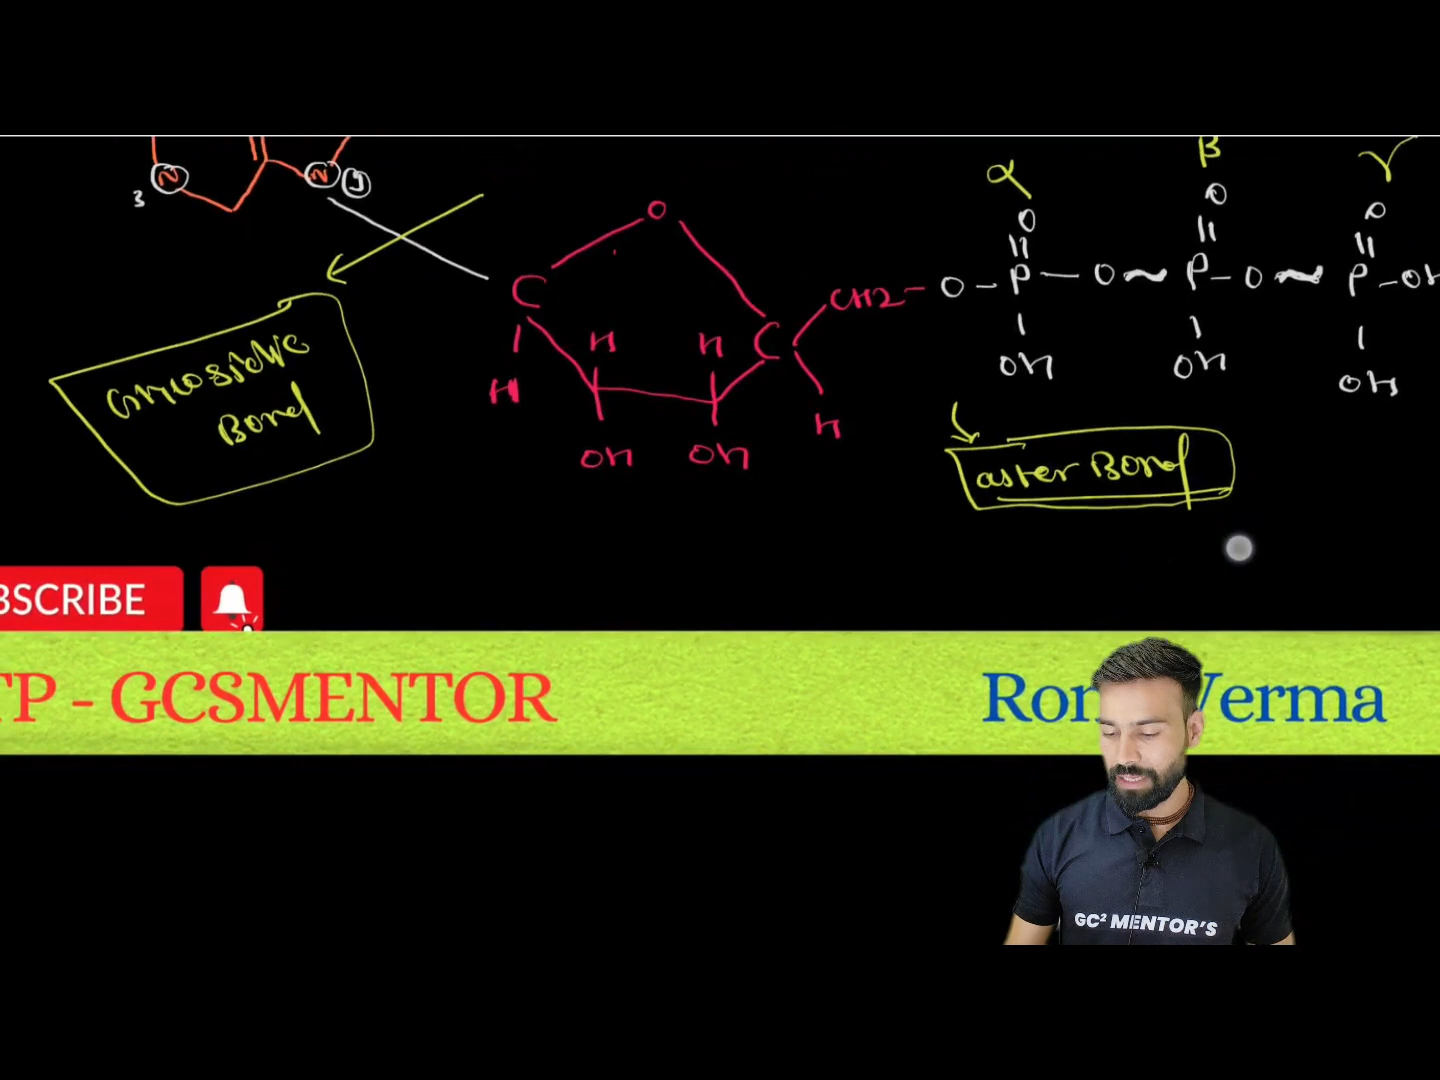 α β γ
O O O
N N 9
3
O
C CH2 - O - P - O ~ P - O ~ P - OH
H H C
H H
OH OH OH
OH OH
Glycosidic
Bond
aster Bond
BSCRIBE
TP - GCSMENTOR
Ron Verma
GC² MENTOR'S